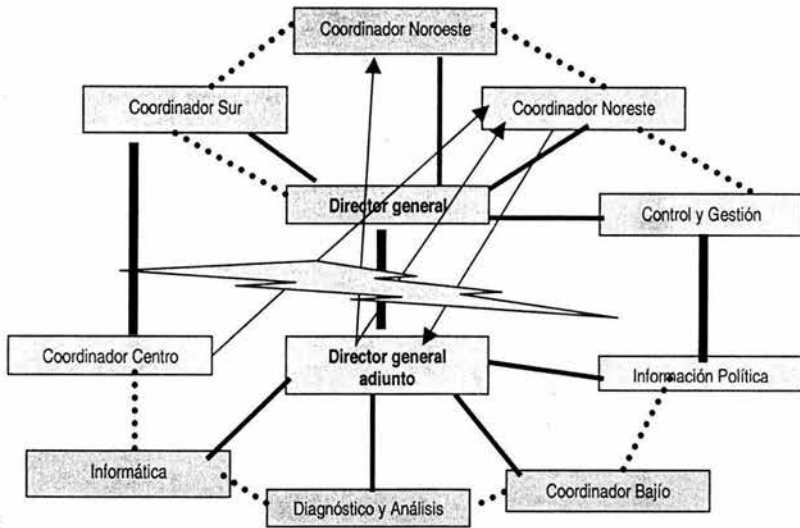 Coordinador Noroeste
Coordinador Sur
Coordinador Noreste
Director general
Control y Gestión
Coordinador Centro
Director general
adjunto
Información Política
Informática
Coordinador Bajío
Diagnóstico y Análisis